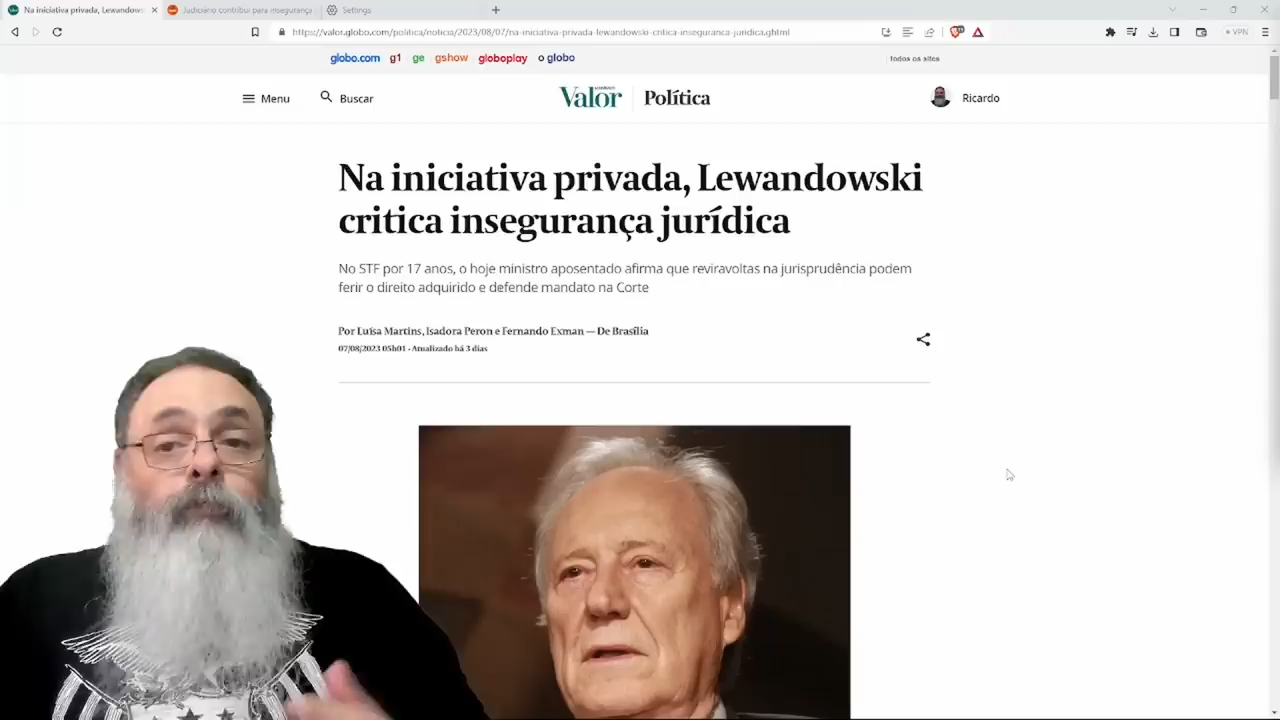 Na iniciativa privada, Lewandows
Judiciário contribui para insegurança
Settings
https://valor.globo.com/politica/noticia/2023/08/07/na-iniciativa-privada-lewandowski-critica-inseguranca-juridica.ghtml
VPN
globo.com g1 ge gshow globoplay o globo
Todos os sites
Menu
Buscar
Valor
Política
Ricardo
Na iniciativa privada, Lewandowski
critica insegurança jurídica
No STF por 17 anos, o hoje ministro aposentado afirma que reviravoltas na jurisprudência podem
ferir o direito adquirido e defende mandato na Corte
Por Luísa Martins, Isadora Peron e Fernando Exman — De Brasília
07/08/2023 05h01 · Atualizado há 3 dias